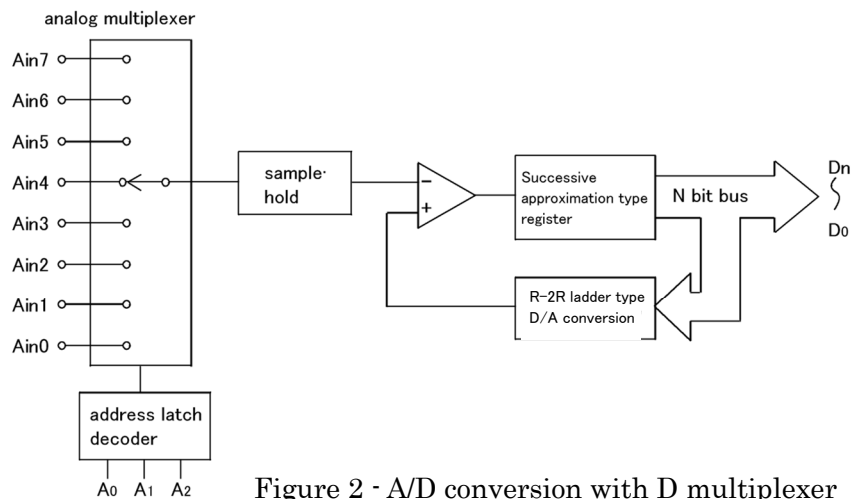 analog multiplexer
Ain7
Ain6
Ain5
Ain4
Ain3
Ain2
Ain1
Ain0
sample·
hold
−
+
Successive
approximation type
register
N bit bus
Dn
D0
R-2R ladder type
D/A conversion
address latch
decoder
A0 A1 A2
Figure 2 - A/D conversion with D multiplexer